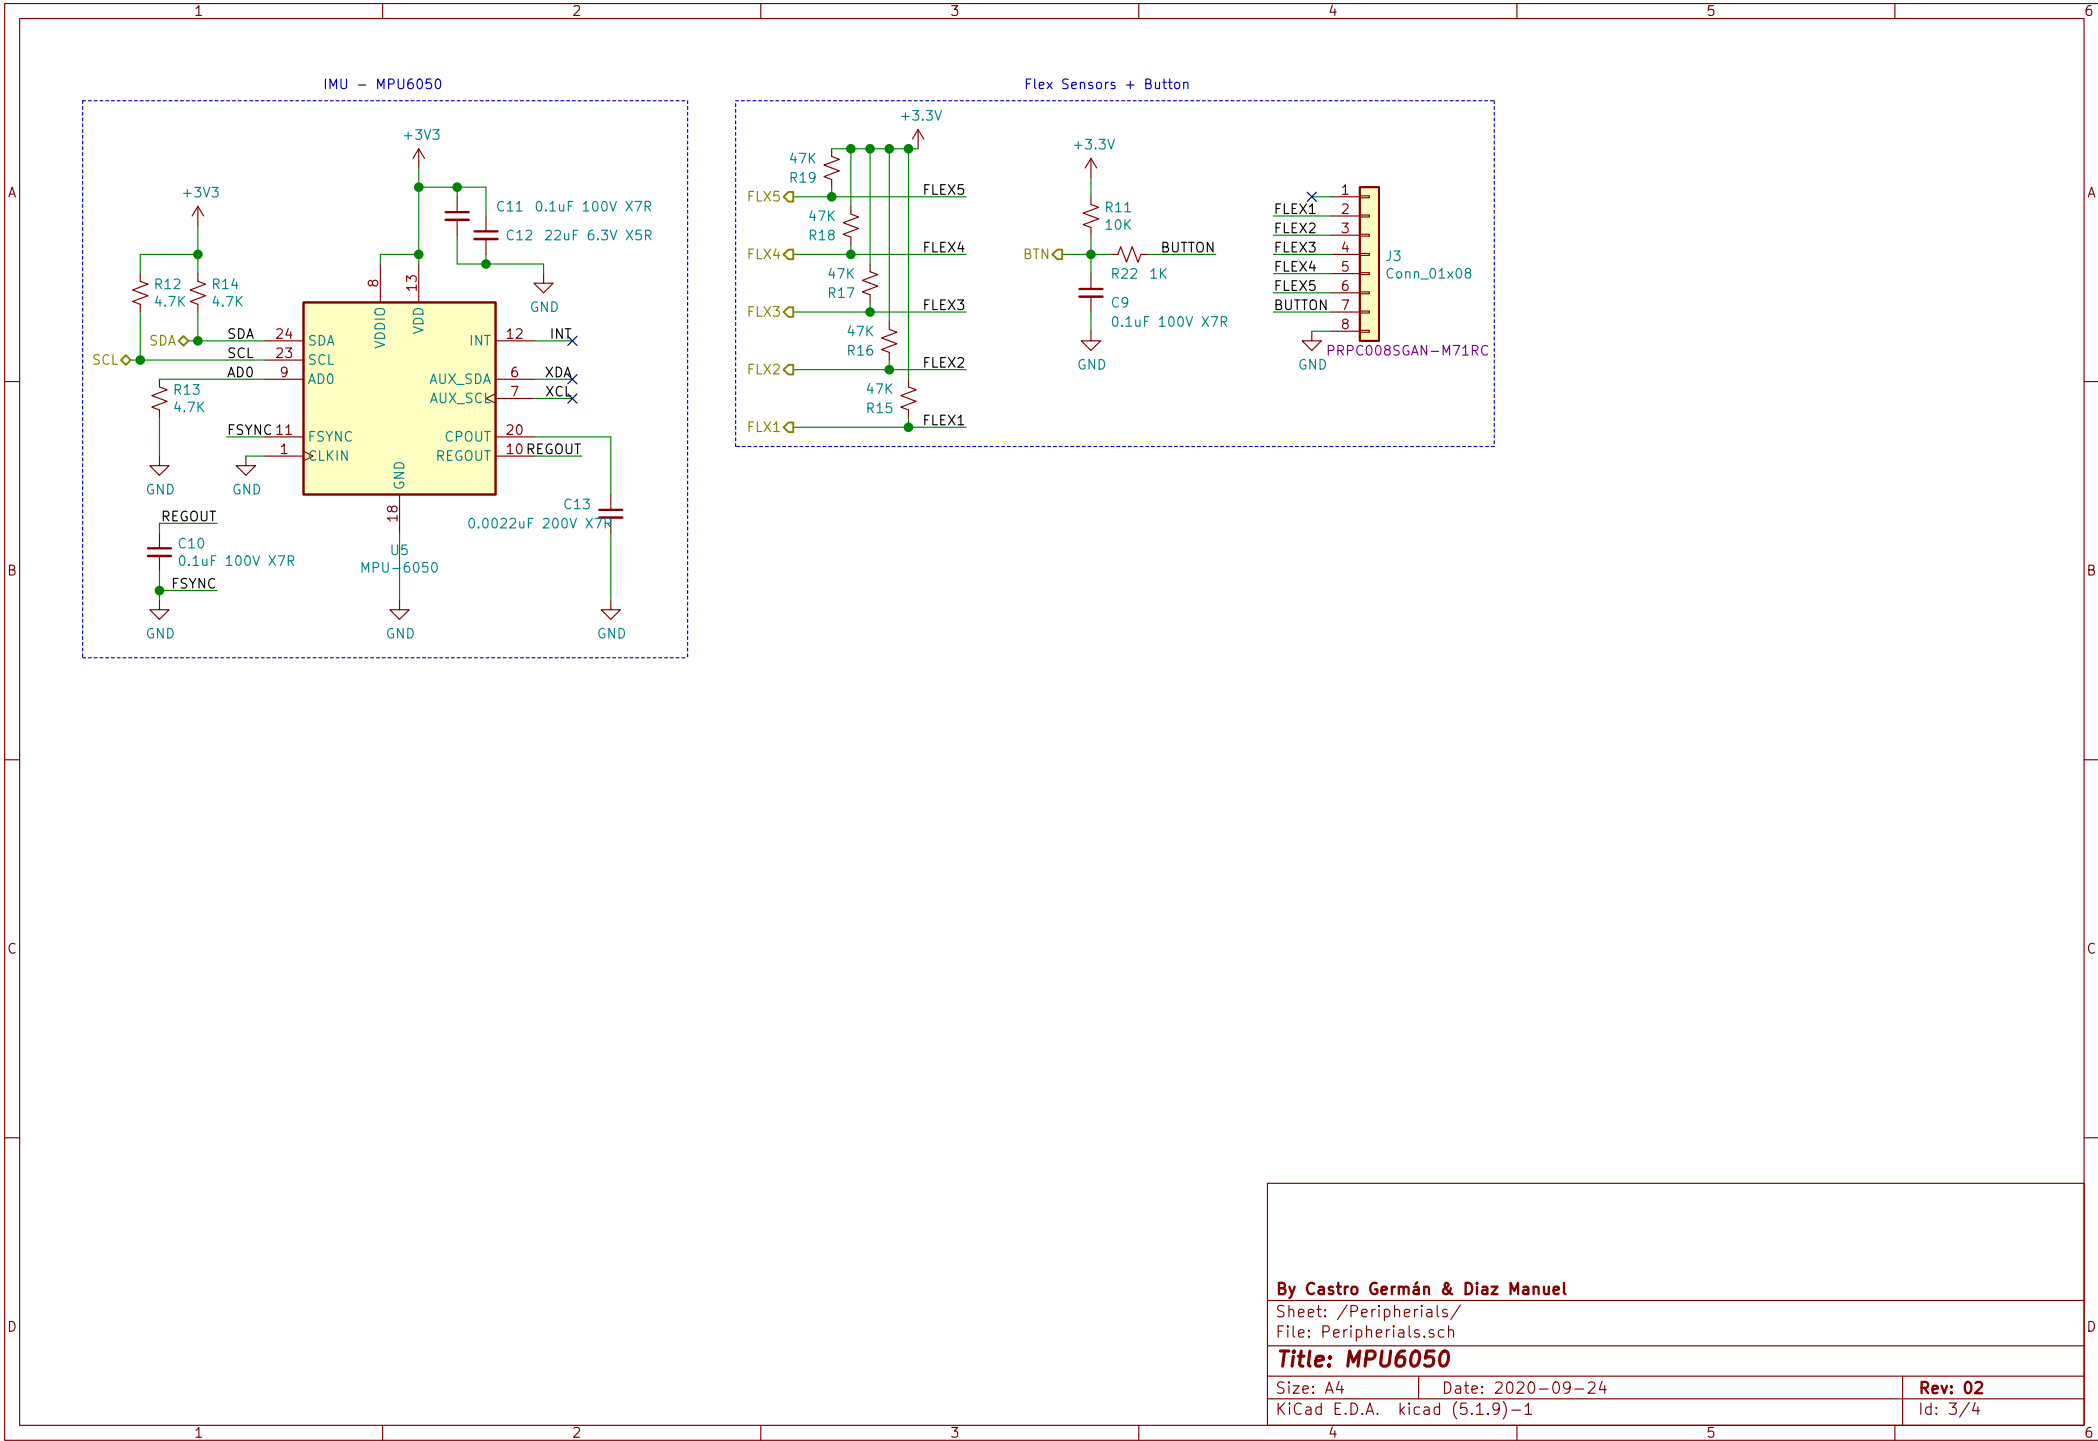 1 2 3 4 5 6
IMU - MPU6050
+3V3
+3V3
C11 0.1uF 100V X7R
C12 22uF 6.3V X5R
GND
R12
4.7K
R14
4.7K
8
13
VDDIO
VDD
SDA
SDA 24 SDA
SCL
SCL 23 SCL
AD0 9 AD0
R13
4.7K
FSYNC 11 FSYNC
1 CLKIN
GND
GND
INT 12 INT
AUX_SDA 6 XDA
AUX_SCL 7 XCL
CPOUT 20
REGOUT 10 REGOUT
GND
18
C13
0.0022uF 200V X7R
U5
MPU-6050
REGOUT
C10
0.1uF 100V X7R
FSYNC
GND
GND
GND
Flex Sensors + Button
+3.3V
47K
R19
FLX5 FLEX5
47K
R18
FLX4 FLEX4
47K
R17
FLX3 FLEX3
47K
R16
FLX2 FLEX2
47K
R15
FLX1 FLEX1
+3.3V
R11
10K
BTN
BUTTON
R22 1K
C9
0.1uF 100V X7R
GND
1
FLEX1 2
FLEX2 3
FLEX3 4
FLEX4 5
FLEX5 6
BUTTON 7
8
GND
J3
Conn_01x08
PRPC008SGAN-M71RC
A A
B B
C C
D D
By Castro Germán & Diaz Manuel
Sheet: /Peripherials/
File: Peripherials.sch
Title: MPU6050
Size: A4 Date: 2020-09-24 Rev: 02
KiCad E.D.A. kicad (5.1.9)-1 Id: 3/4
1 2 3 4 5 6